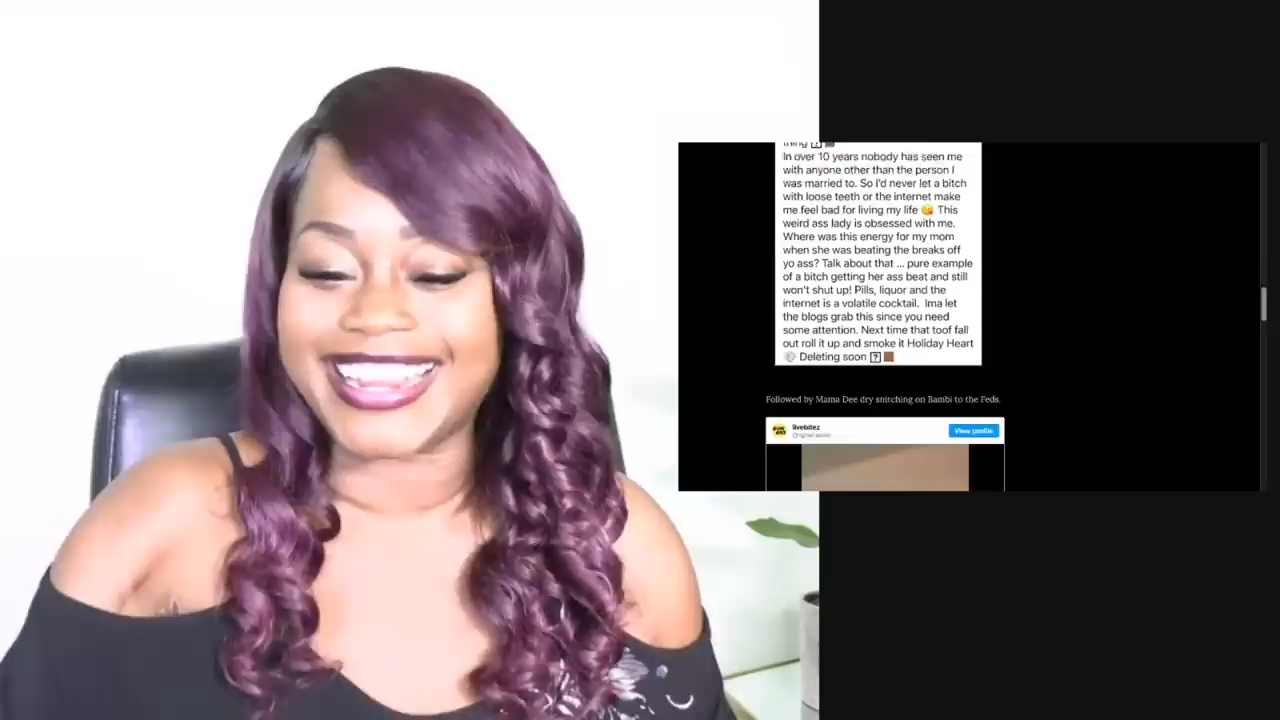 In over 10 years nobody has seen me
with anyone other than the person I
was married to. So I'd never let a bitch
with loose teeth or the internet make
me feel bad for living my life 😜 This
weird ass lady is obsessed with me.
Where was this energy for my mom
when she was beating the breaks off
yo ass? Talk about that ... pure example
of a bitch getting her ass beat and still
won't shut up! Pills, liquor and the
internet is a volatile cocktail. Ima let
the blogs grab this since you need
some attention. Next time that toof fall
out roll it up and smoke it Holiday Heart
Deleting soon
Followed by Mama Dee dry snitching on Bambi to the Feds.
livebitez
Original audio
View profile